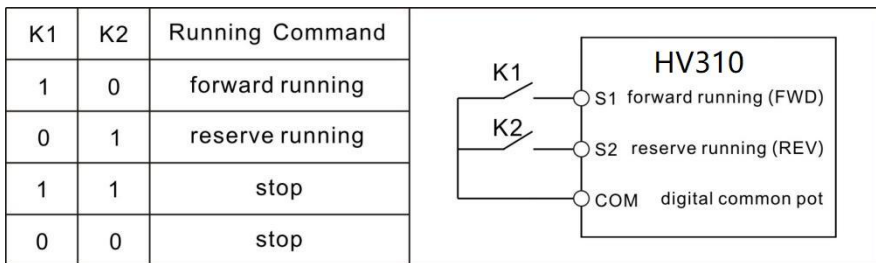 K1 K2 Running Command
1 0 forward running
0 1 reserve running
1 1 stop
0 0 stop
HV310
K1
S1 forward running (FWD)
K2
S2 reserve running (REV)
COM digital common pot